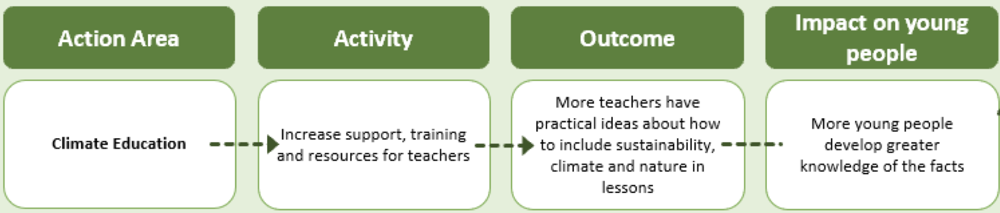 Action Area
Activity
Outcome
Impact on young
people
Climate Education
Increase support, training
and resources for teachers
More teachers have
practical ideas about how
to include sustainability,
climate and nature in
lessons
More young people
develop greater
knowledge of the facts